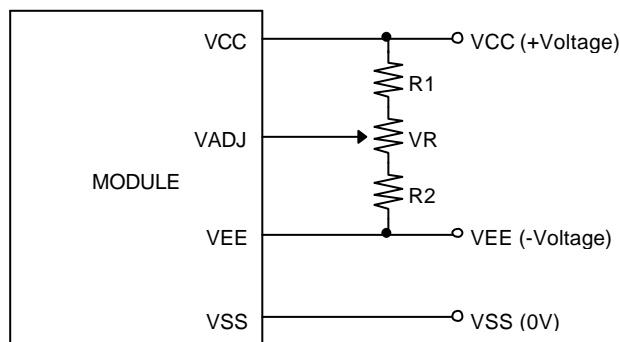 VCC
VCC (+Voltage)
R1
VADJ
VR
MODULE
R2
VEE
VEE (-Voltage)
VSS
VSS (0V)